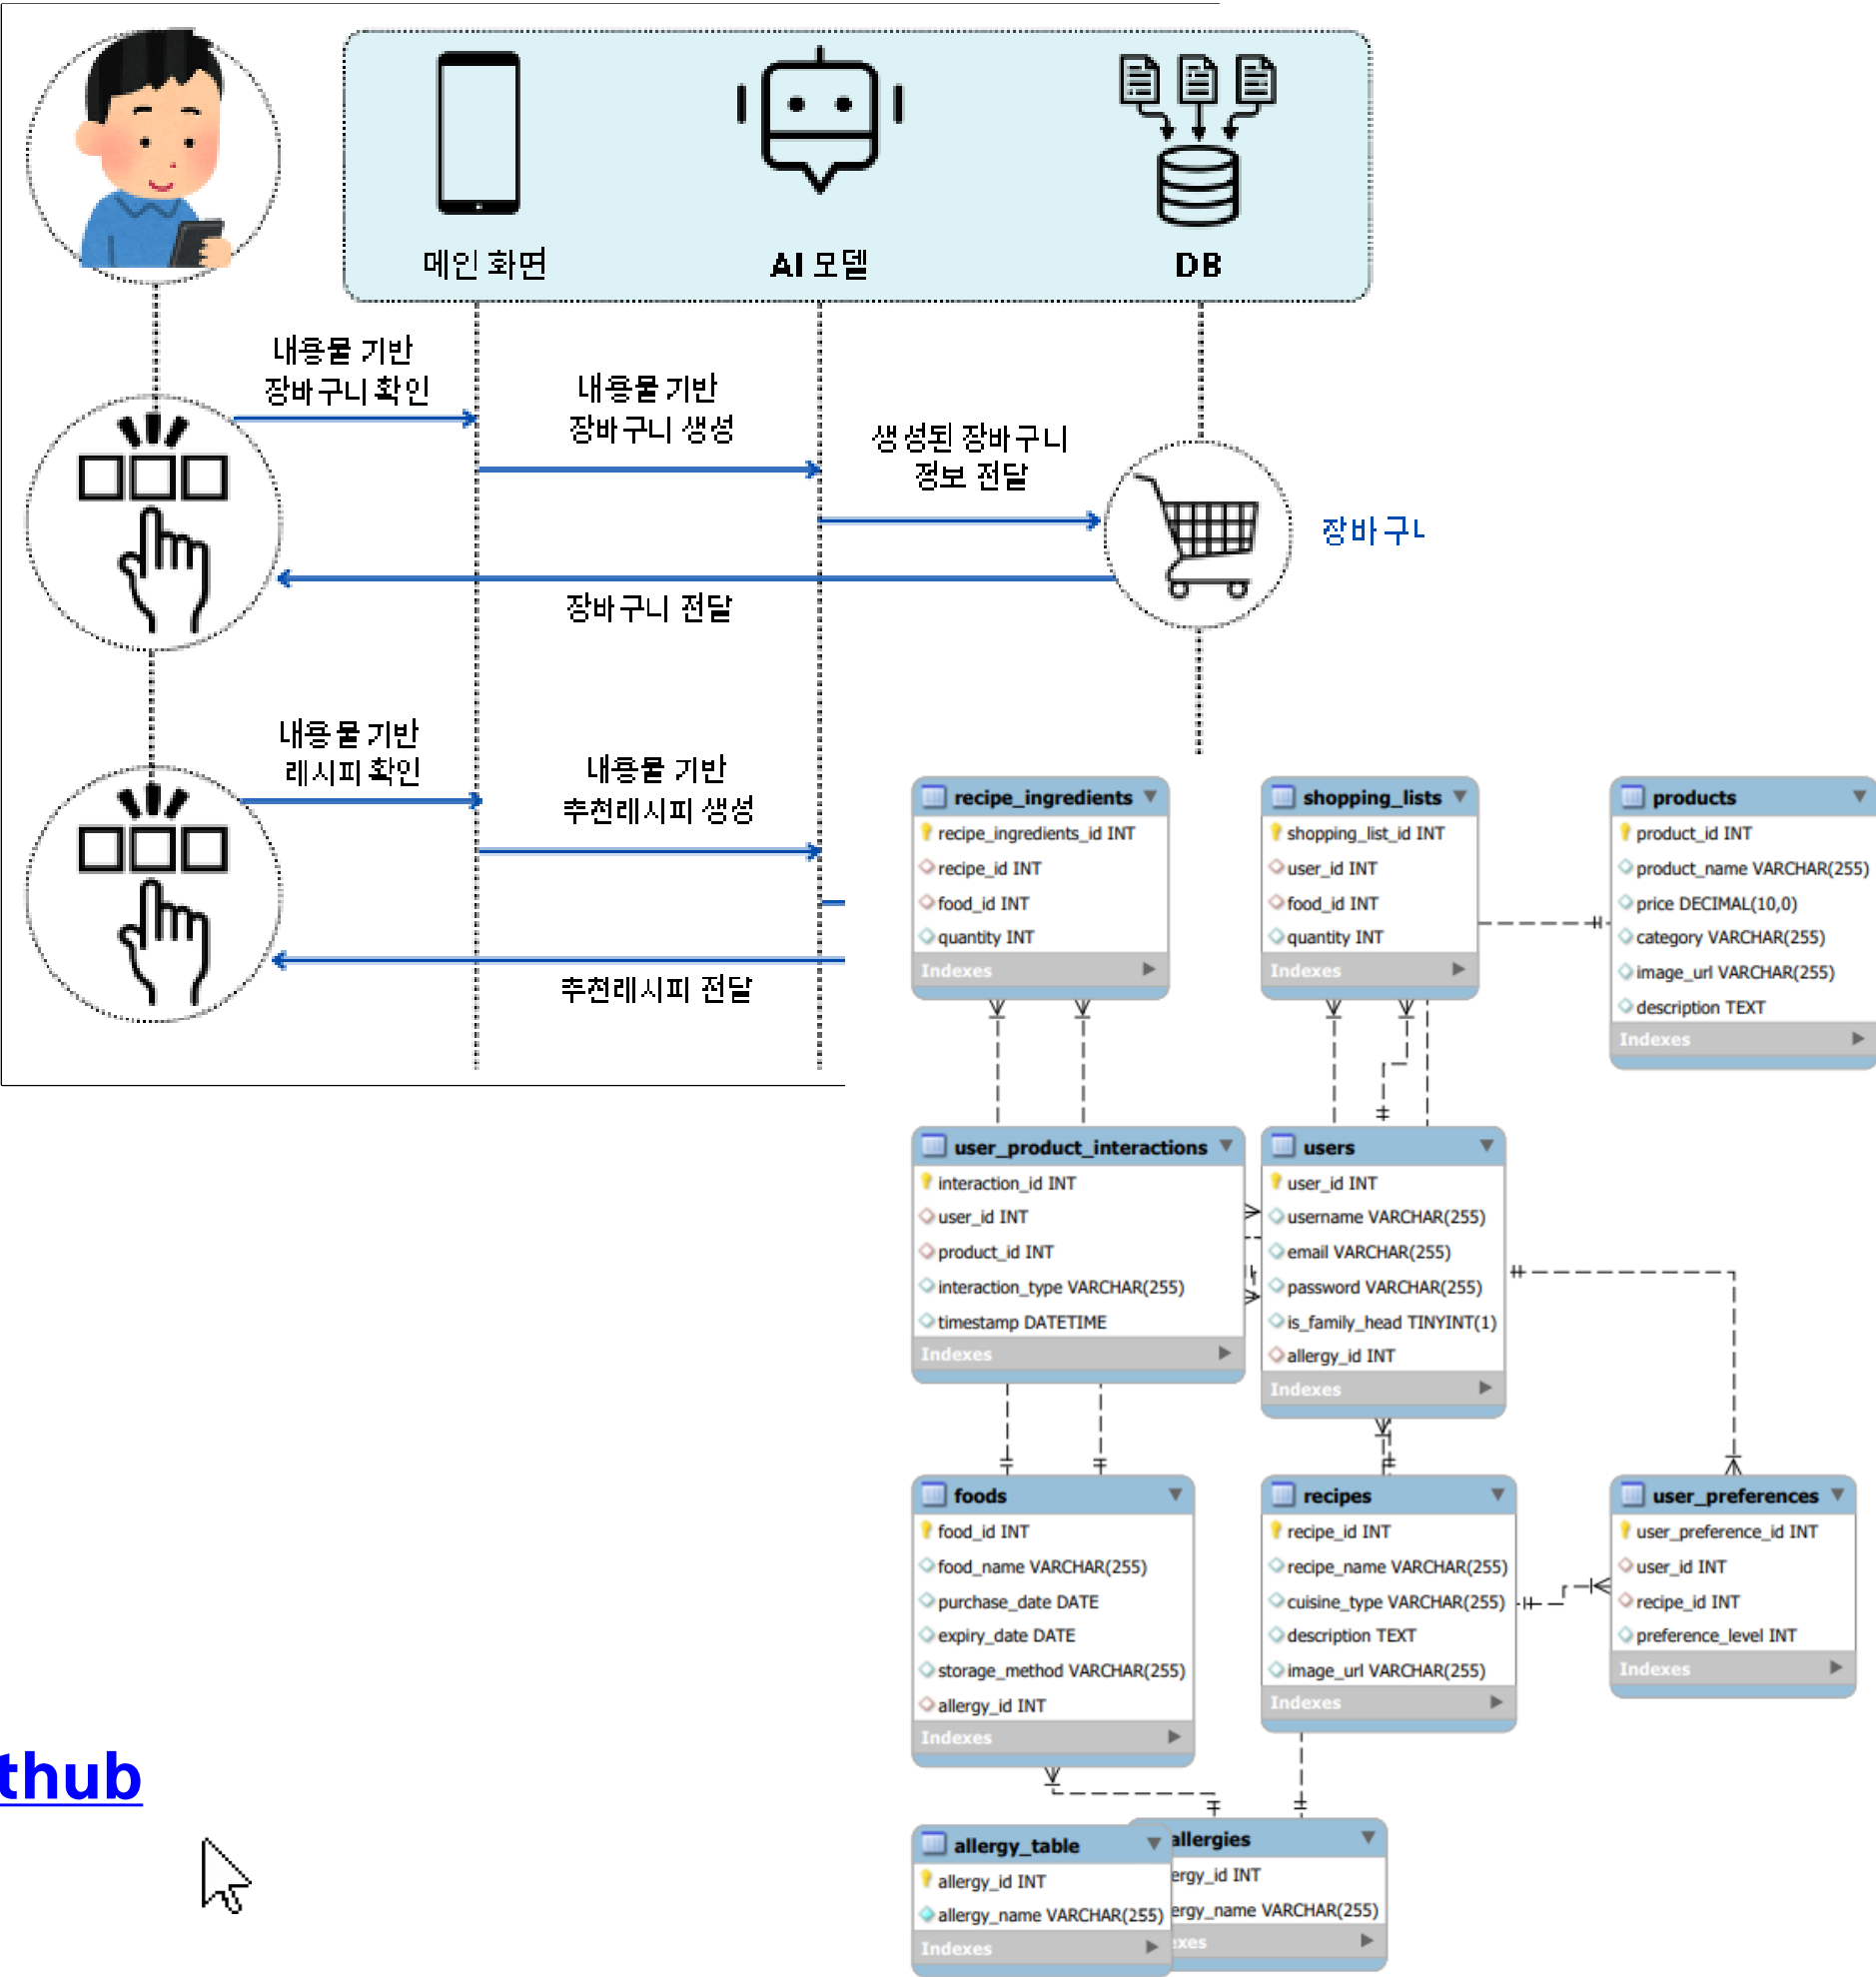 메인 화면
AI 모델
DB
내용물 기반
장바구니 확인
내용물 기반
장바구니 생성
생성된 장바구니
정보 전달
장바구니 전달
내용물 기반
레시피 확인
내용물 기반
추천레시피 생성
추천레시피 전달
recipe_ingredients
recipe_ingredients_id INT
recipe_id INT
food_id INT
quantity INT
Indexes
shopping_lists
shopping_list_id INT
user_id INT
food_id INT
quantity INT
Indexes
products
product_id INT
product_name VARCHAR(255)
price DECIMAL(10,0)
category VARCHAR(255)
image_url VARCHAR(255)
description TEXT
Indexes
user_product_interactions
interaction_id INT
user_id INT
product_id INT
interaction_type VARCHAR(255)
timestamp DATETIME
Indexes
users
user_id INT
username VARCHAR(255)
email VARCHAR(255)
password VARCHAR(255)
is_family_head TINYINT(1)
allergy_id INT
Indexes
foods
food_id INT
food_name VARCHAR(255)
purchase_date DATE
expiry_date DATE
storage_method VARCHAR(255)
allergy_id INT
Indexes
recipes
recipe_id INT
recipe_name VARCHAR(255)
cuisine_type VARCHAR(255)
description TEXT
image_url VARCHAR(255)
Indexes
user_preferences
user_preference_id INT
user_id INT
recipe_id INT
preference_level INT
Indexes
thub
allergy_table
allergy_id INT
allergy_name VARCHAR(255)
Indexes
allergies
ergy_id INT
ergy_name VARCHAR(255)
exes